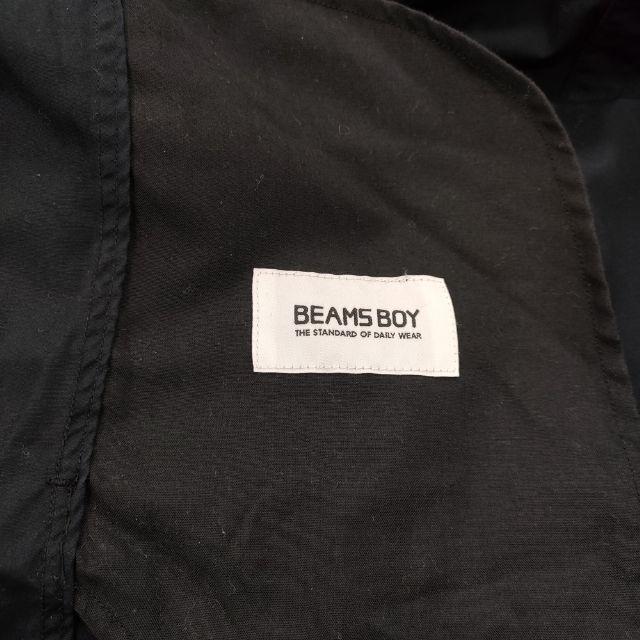 BEAMS BOY
THE STANDARD OF DAILY WEAR